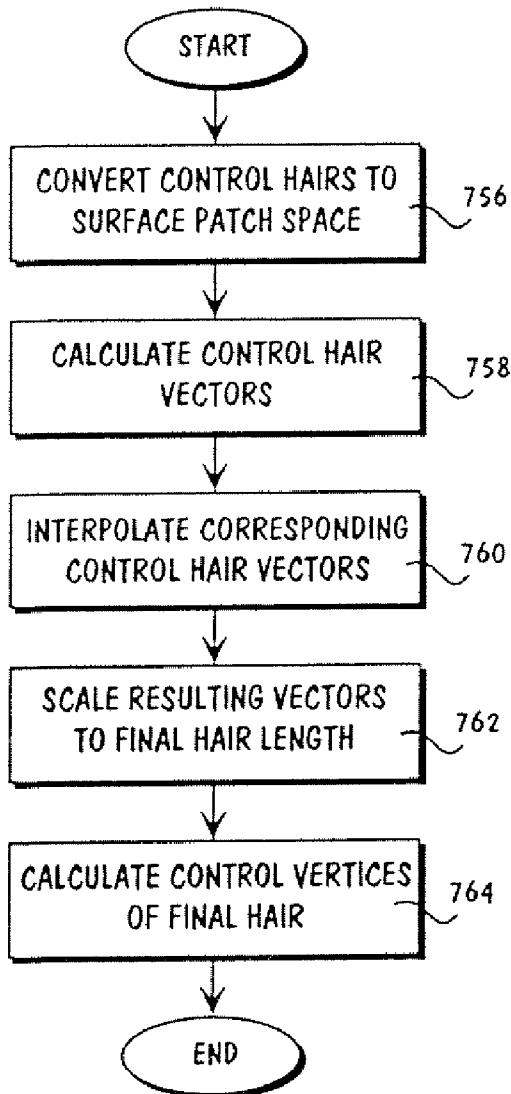 START
CONVERT CONTROL HAIRS TO
SURFACE PATCH SPACE
756
CALCULATE CONTROL HAIR
VECTORS
758
INTERPOLATE CORRESPONDING
CONTROL HAIR VECTORS
760
SCALE RESULTING VECTORS
TO FINAL HAIR LENGTH
762
CALCULATE CONTROL VERTICES
OF FINAL HAIR
764
END